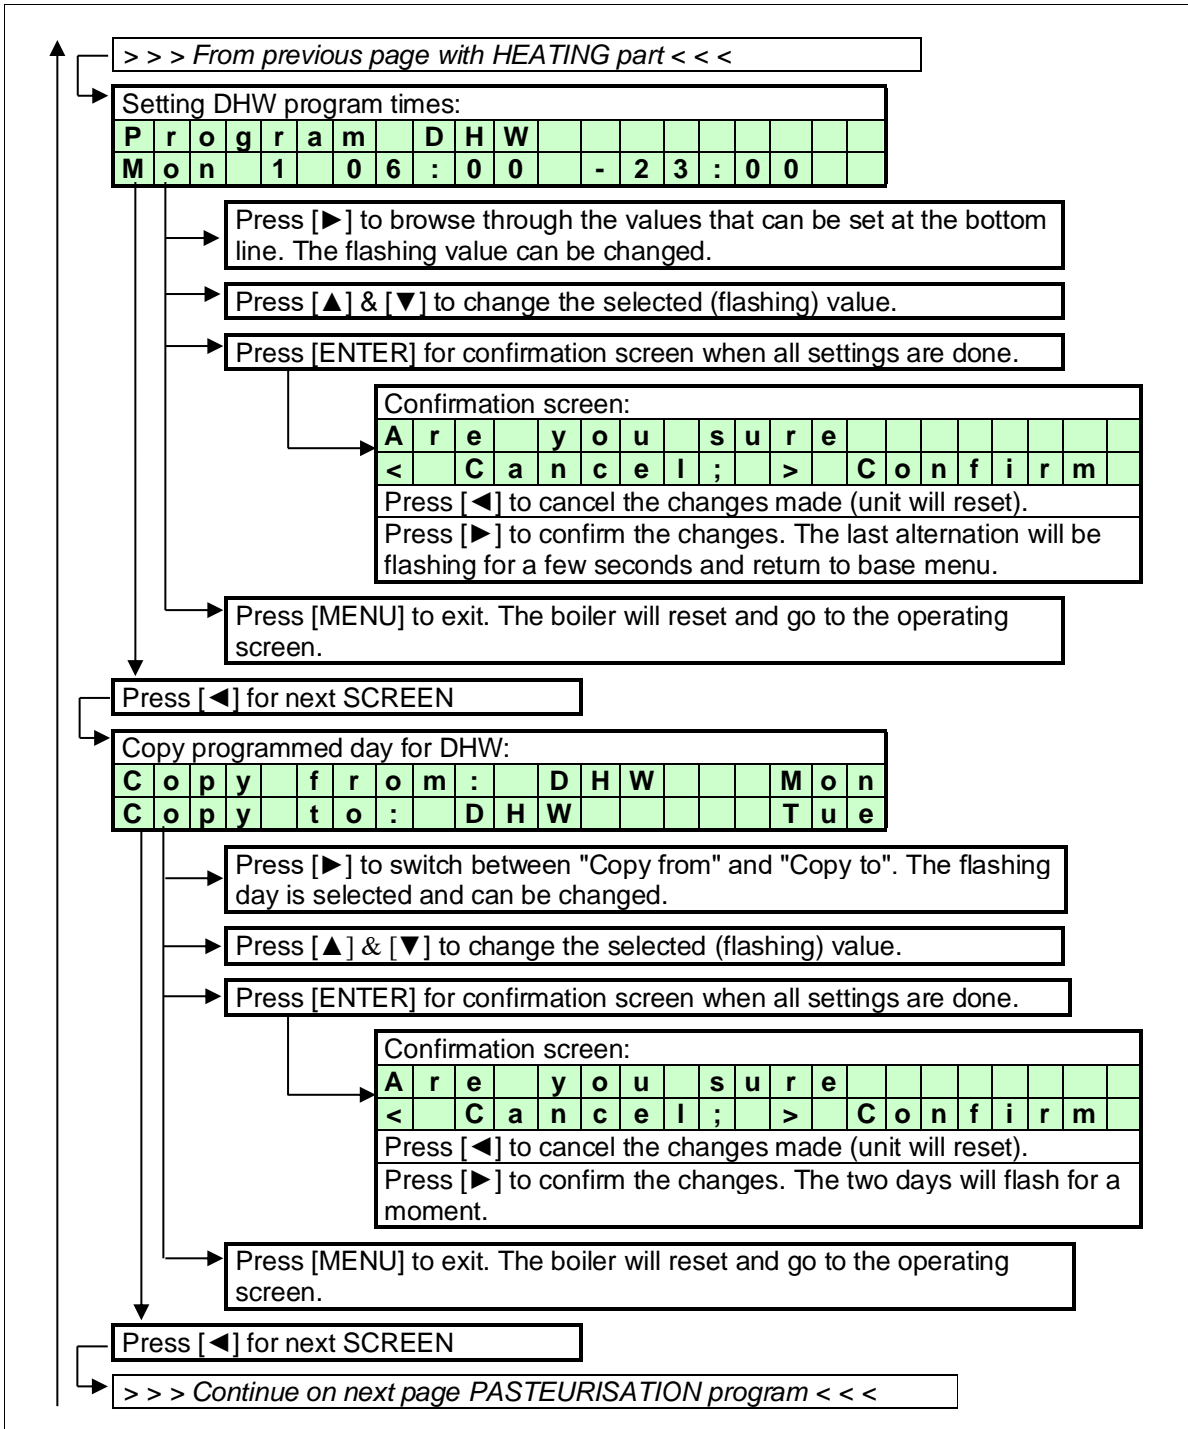 > > > From previous page with HEATING part < < <
Setting DHW program times:
Program DHW
Mon 1 06:00 -23:00
Press [►] to browse through the values that can be set at the bottom
line. The flashing value can be changed.
Press [▲] & [▼] to change the selected (flashing) value.
Press [ENTER] for confirmation screen when all settings are done.
Confirmation screen:
Are you sure
< Cancel; > Confirm
Press [◄] to cancel the changes made (unit will reset).
Press [►] to confirm the changes. The last alternation will be
flashing for a few seconds and return to base menu.
Press [MENU] to exit. The boiler will reset and go to the operating
screen.
Press [◄] for next SCREEN
Copy programmed day for DHW:
Copy from: DHW Mon
Copy to: DHW Tue
Press [►] to switch between "Copy from" and "Copy to". The flashing
day is selected and can be changed.
Press [▲] & [▼] to change the selected (flashing) value.
Press [ENTER] for confirmation screen when all settings are done.
Confirmation screen:
Are you sure
< Cancel; > Confirm
Press [◄] to cancel the changes made (unit will reset).
Press [►] to confirm the changes. The two days will flash for a
moment.
Press [MENU] to exit. The boiler will reset and go to the operating
screen.
Press [◄] for next SCREEN
> > > Continue on next page PASTEURISATION program < < <